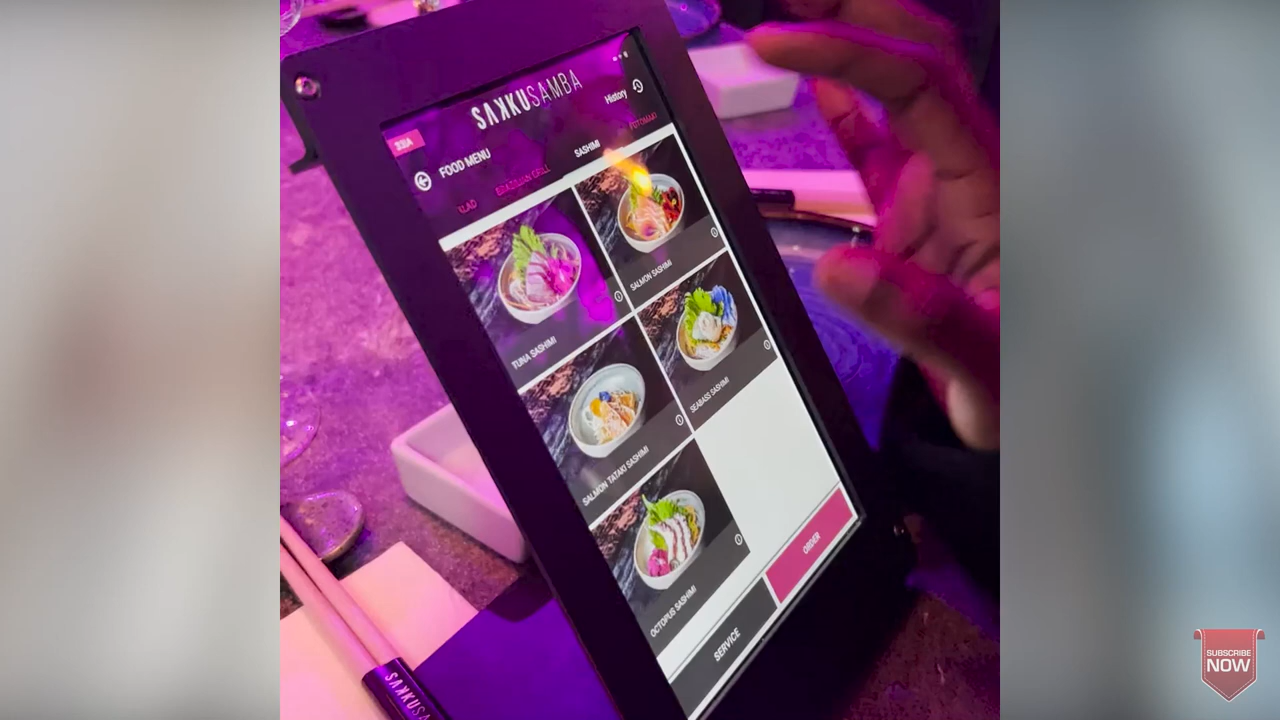 SAKKUSAMBA
History
FOOD MENU
BRAZILIAN GRILL
SASHIMI
TUNA SASHIMI
SALMON SASHIMI
SALMON TATAKI SASHIMI
SEABASS SASHIMI
OCTOPUS SASHIMI
SERVICE
ORDER
SAKKUSA
SUBSCRIBE
NOW